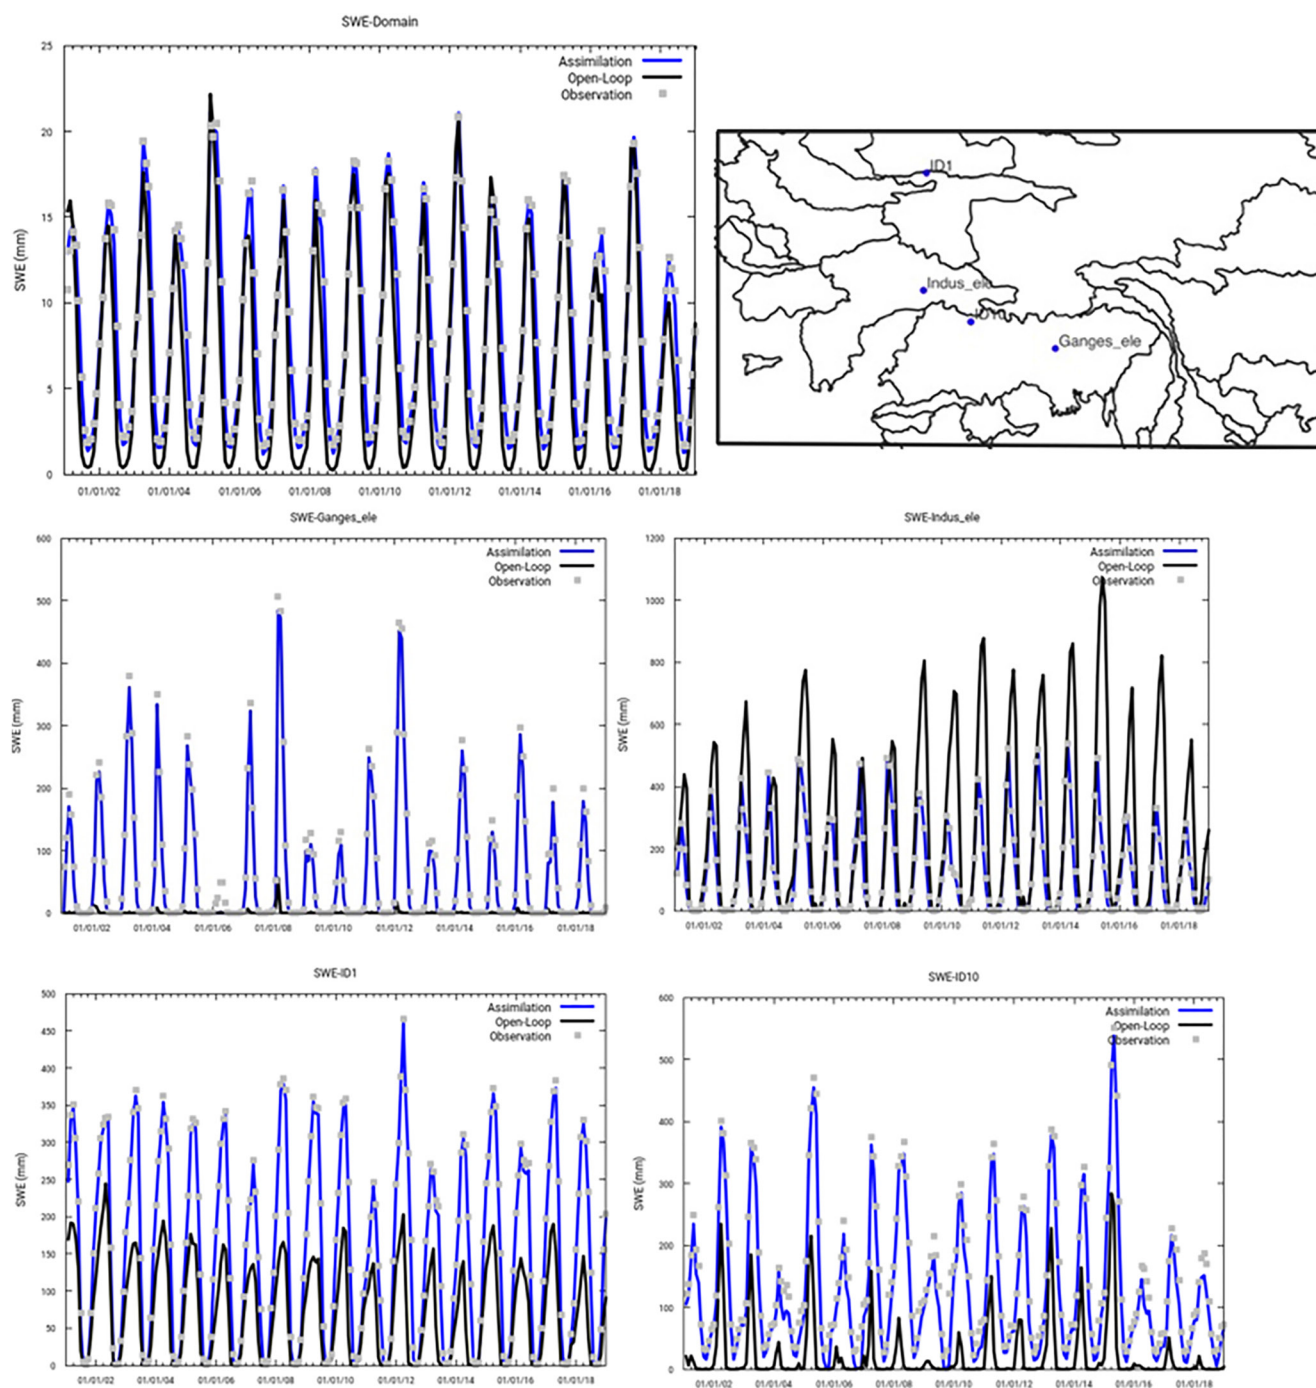 SWE-Domain
Assimilation
Open-Loop
Observation
SWE (mm)
25
20
15
10
5
0
01/01/02 01/01/04 01/01/06 01/01/08 01/01/10 01/01/12 01/01/14 01/01/16 01/01/18
ID1
Indus_ele
ID10
Ganges_ele
SWE-Ganges_ele
Assimilation
Open-Loop
Observation
SWE (mm)
600
500
400
300
200
100
0
01/01/02 01/01/04 01/01/06 01/01/08 01/01/10 01/01/12 01/01/14 01/01/16 01/01/18
SWE-Indus_ele
Assimilation
Open-Loop
Observation
SWE (mm)
1200
1000
800
600
400
200
0
01/01/02 01/01/04 01/01/06 01/01/08 01/01/10 01/01/12 01/01/14 01/01/16 01/01/18
SWE-ID1
Assimilation
Open-Loop
Observation
SWE (mm)
500
450
400
350
300
250
200
150
100
50
0
01/01/02 01/01/04 01/01/06 01/01/08 01/01/10 01/01/12 01/01/14 01/01/16 01/01/18
SWE-ID10
Assimilation
Open-Loop
Observation
SWE (mm)
600
500
400
300
200
100
0
01/01/02 01/01/04 01/01/06 01/01/08 01/01/10 01/01/12 01/01/14 01/01/16 01/01/18